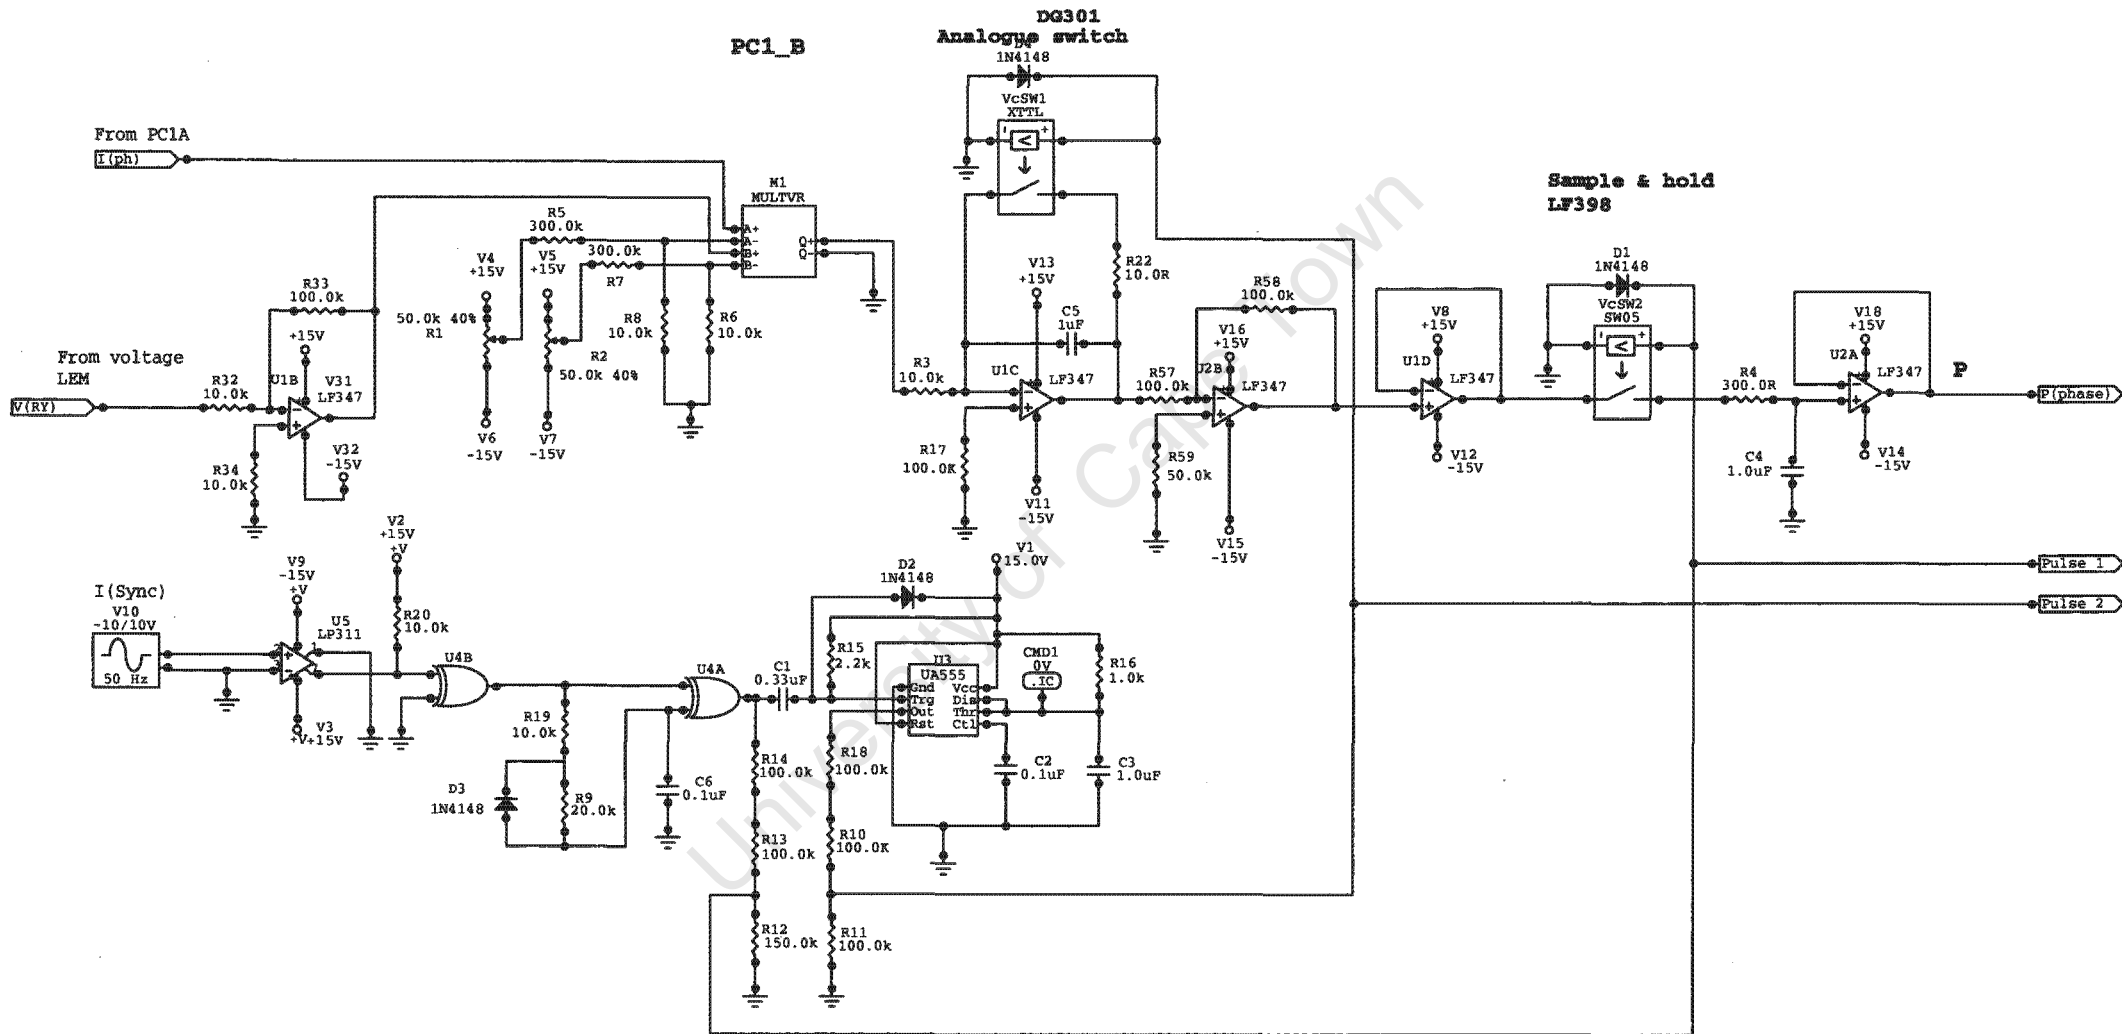 DG301
Analogue switch
PC1_B
D4
1N4148
VcSW1
XTTL
From PC1A
I(ph)
M1
MULTVR
A+
A-
B+
B-
Q+
Q-
Sample & hold
LF398
R5
300.0k
300.0k
R7
V4
+15V
V5
+15V
50.0k 40%
R1
R2
50.0k 40%
V6
-15V
V7
-15V
R8
10.0k
R6
10.0k
R33
100.0k
+15V
From voltage
LEM
V(RY)
R32
10.0k
U1B
V31
LF347
V32
-15V
R34
10.0k
R3
10.0k
R17
100.0K
V13
+15V
C5
1uF
U1C
LF347
V11
-15V
R22
10.0R
R58
100.0k
V16
+15V
U2B
LF347
R57
100.0k
R59
50.0k
V15
-15V
V8
+15V
U1D
LF347
V12
-15V
D1
1N4148
VcSW2
SW05
R4
300.0R
C4
1.0uF
V18
+15V
U2A
LF347
V14
-15V
P
P(phase)
Pulse 1
Pulse 2
I(Sync)
V10
-10/10V
50 Hz
V9
-15V
+V
U5
LP311
2
3
1
7
V3
+V+15V
V2
+15V
+V
R20
10.0k
U4B
R19
10.0k
D3
1N4148
R9
20.0k
C6
0.1uF
U4A
C1
0.33uF
R14
100.0k
R13
100.0k
R12
150.0k
D2
1N4148
V1
15.0V
R15
2.2k
U3
UA555
Gnd
Trg
Out
Rst
Vcc
Dis
Thr
Ctl
CMD1
0V
.IC
R16
1.0k
C2
0.1uF
C3
1.0uF
R18
100.0k
R10
100.0K
R11
100.0k
University of Cape Town